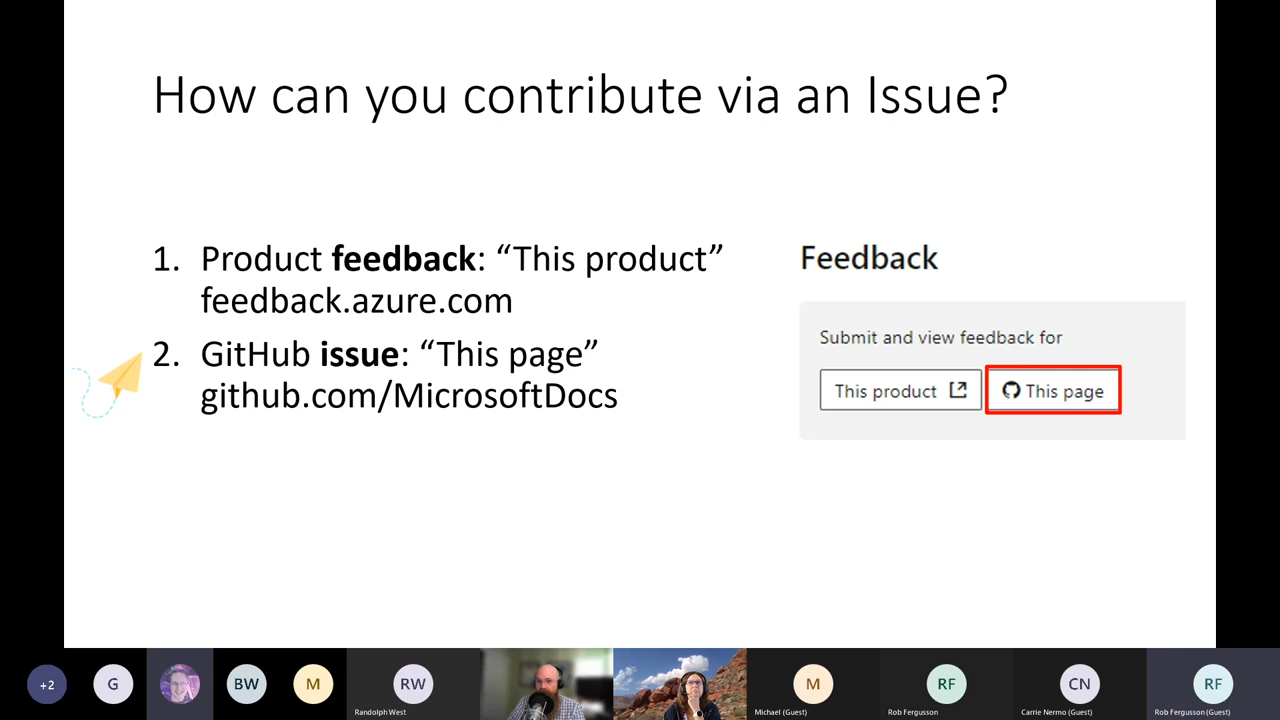 How can you contribute via an Issue?
1. Product feedback: “This product”
feedback.azure.com
2. GitHub issue: “This page”
github.com/MicrosoftDocs
Feedback
Submit and view feedback for
This product
This page
+2
G
BW
M
RW
Randolph West
M
Michael (Guest)
RF
Rob Fergusson
CN
Carrie Nermo (Guest)
RF
Rob Fergusson (Guest)